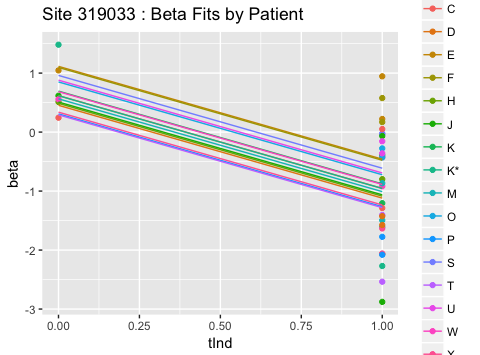 Site 319033 : Beta Fits by Patient
beta
1
0
-1
-2
-3
0.00 0.25 0.50 0.75 1.00
tInd
C
D
E
F
H
J
K
K*
M
O
P
S
T
U
W